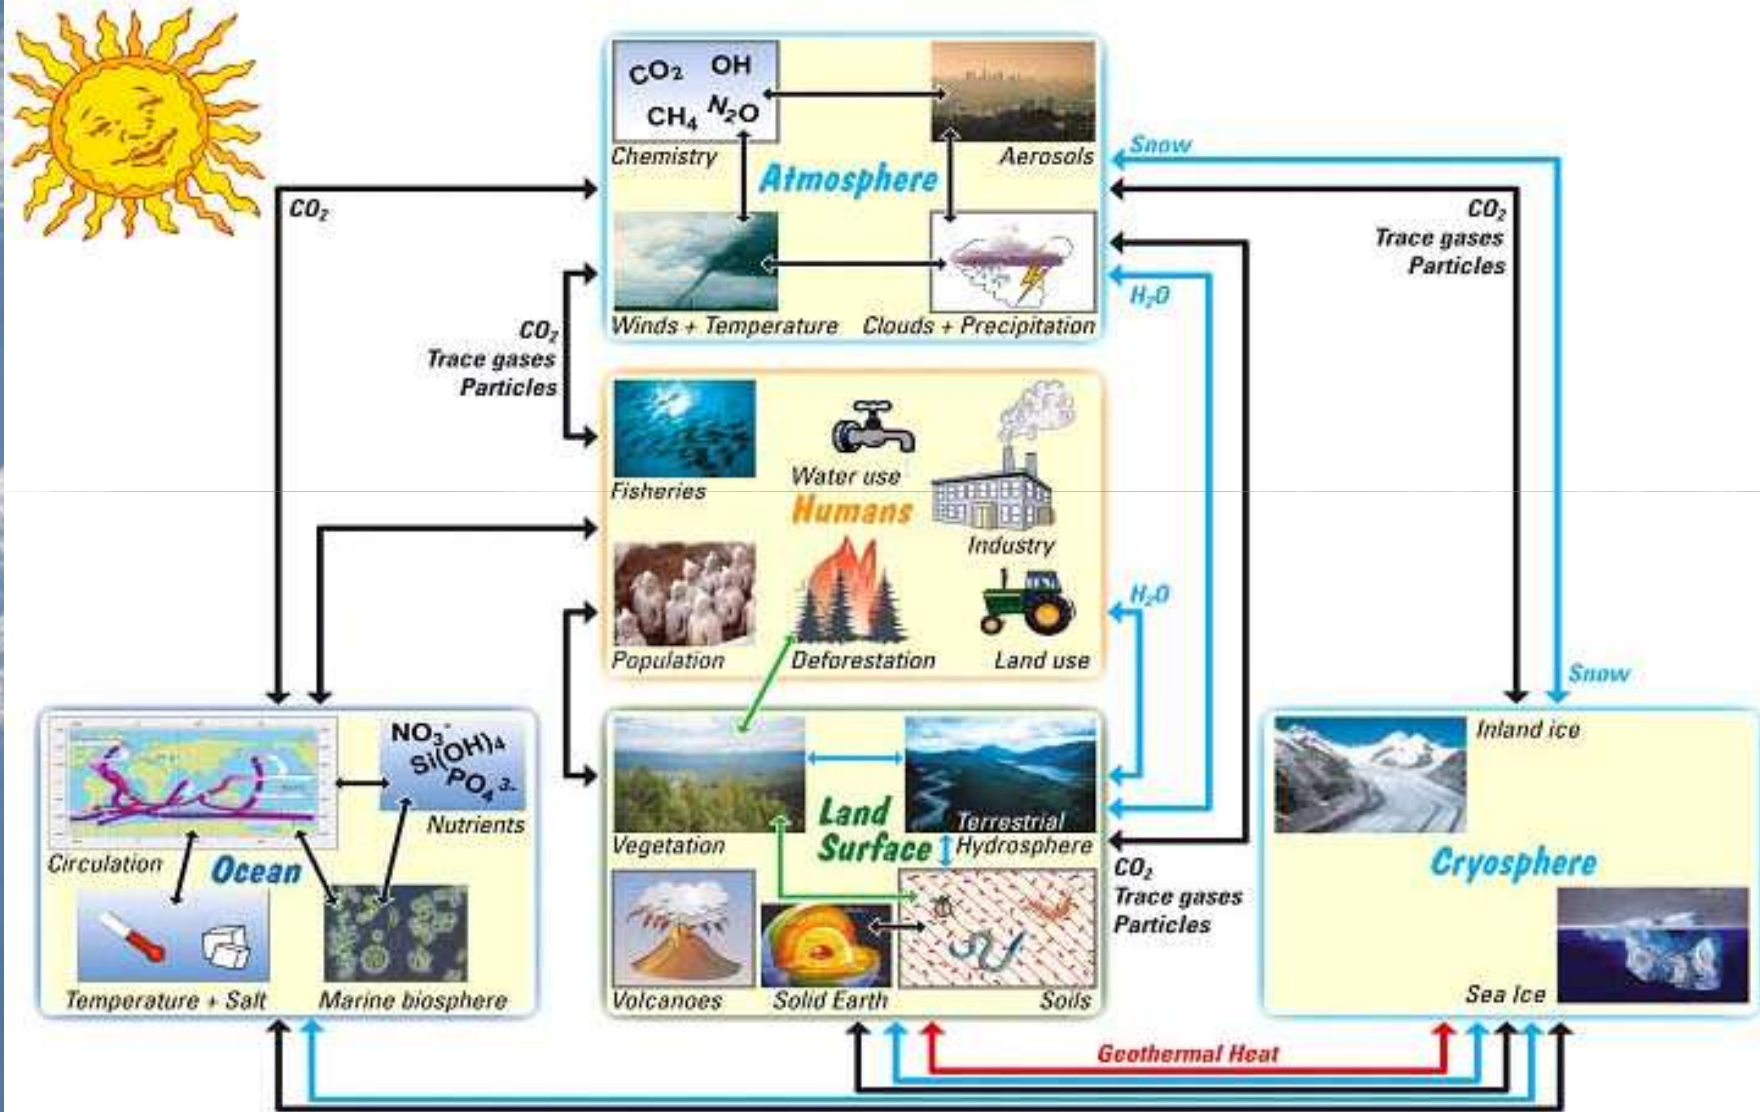 CO₂ OH
CH₄ N₂O
Chemistry
Aerosols
Atmosphere
Winds + Temperature
Clouds + Precipitation
Snow
CO₂
CO₂
Trace gases
Particles
H₂O
CO₂
Trace gases
Particles
Fisheries
Water use
Humans
Industry
Population
Deforestation
Land use
H₂O
Snow
NO₃⁻
Si(OH)₄
PO₄³⁻
Nutrients
Circulation
Ocean
Temperature + Salt
Marine biosphere
Vegetation
Land
Surface
Terrestrial
Hydrosphere
Volcanoes
Solid Earth
Soils
CO₂
Trace gases
Particles
Inland ice
Cryosphere
Sea Ice
Geothermal Heat